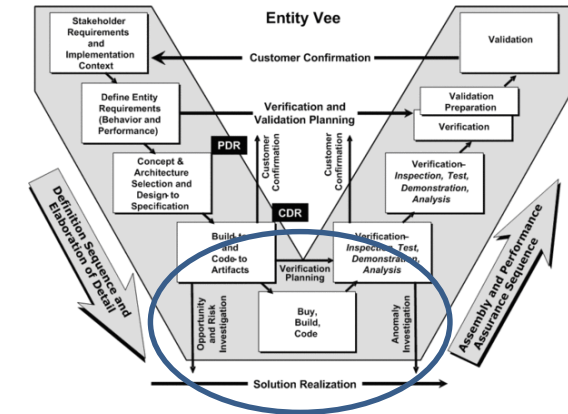 Entity Vee
Stakeholder
Requirements
and
Implementation
Context
Customer Confirmation
Validation
Define Entity
Requirements
(Behavior and
Performance)
Verification and
Validation Planning
Validation
Preparation
Verification
PDR
Concept &
Architecture
Selection and
Design-to
Specification
Customer
Confirmation
Customer
Confirmation
Verification-
Inspection, Test,
Demonstration,
Analysis
CDR
Build-to
and
Code-to
Artifacts
Verification
Planning
Verification-
Inspection, Test,
Demonstration,
Analysis
Definition Sequence and
Elaboration of Detail
Assembly and Performance
Assurance Sequence
Opportunity
and Risk
Investigation
Buy,
Build,
Code
Anomaly
Investigation
Solution Realization